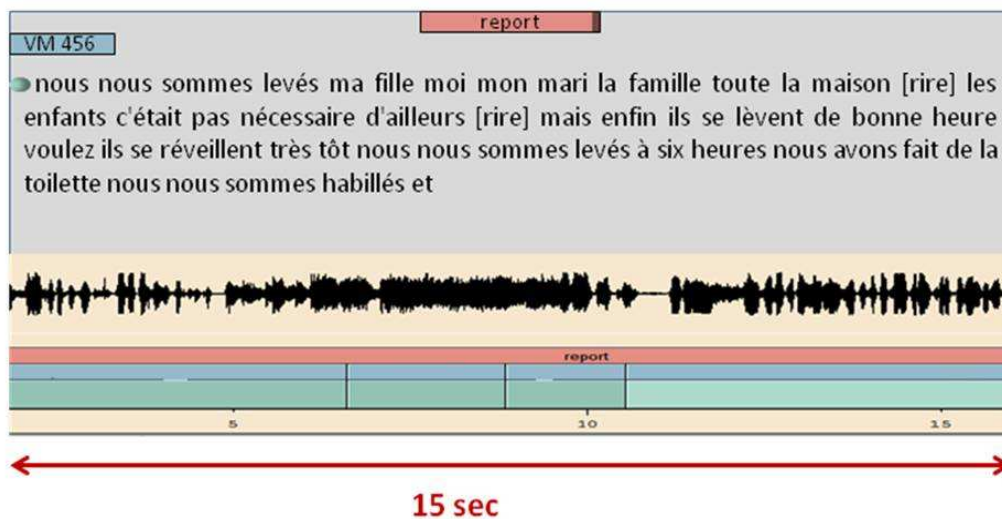 report
VM 456
nous nous sommes levés ma fille moi mon mari la famille toute la maison [rire] les
enfants c'était pas nécessaire d'ailleurs [rire] mais enfin ils se lèvent de bonne heure
voulez ils se réveillent très tôt nous nous sommes levés à six heures nous avons fait de la
toilette nous nous sommes habillés et
report
5 10 15
15 sec